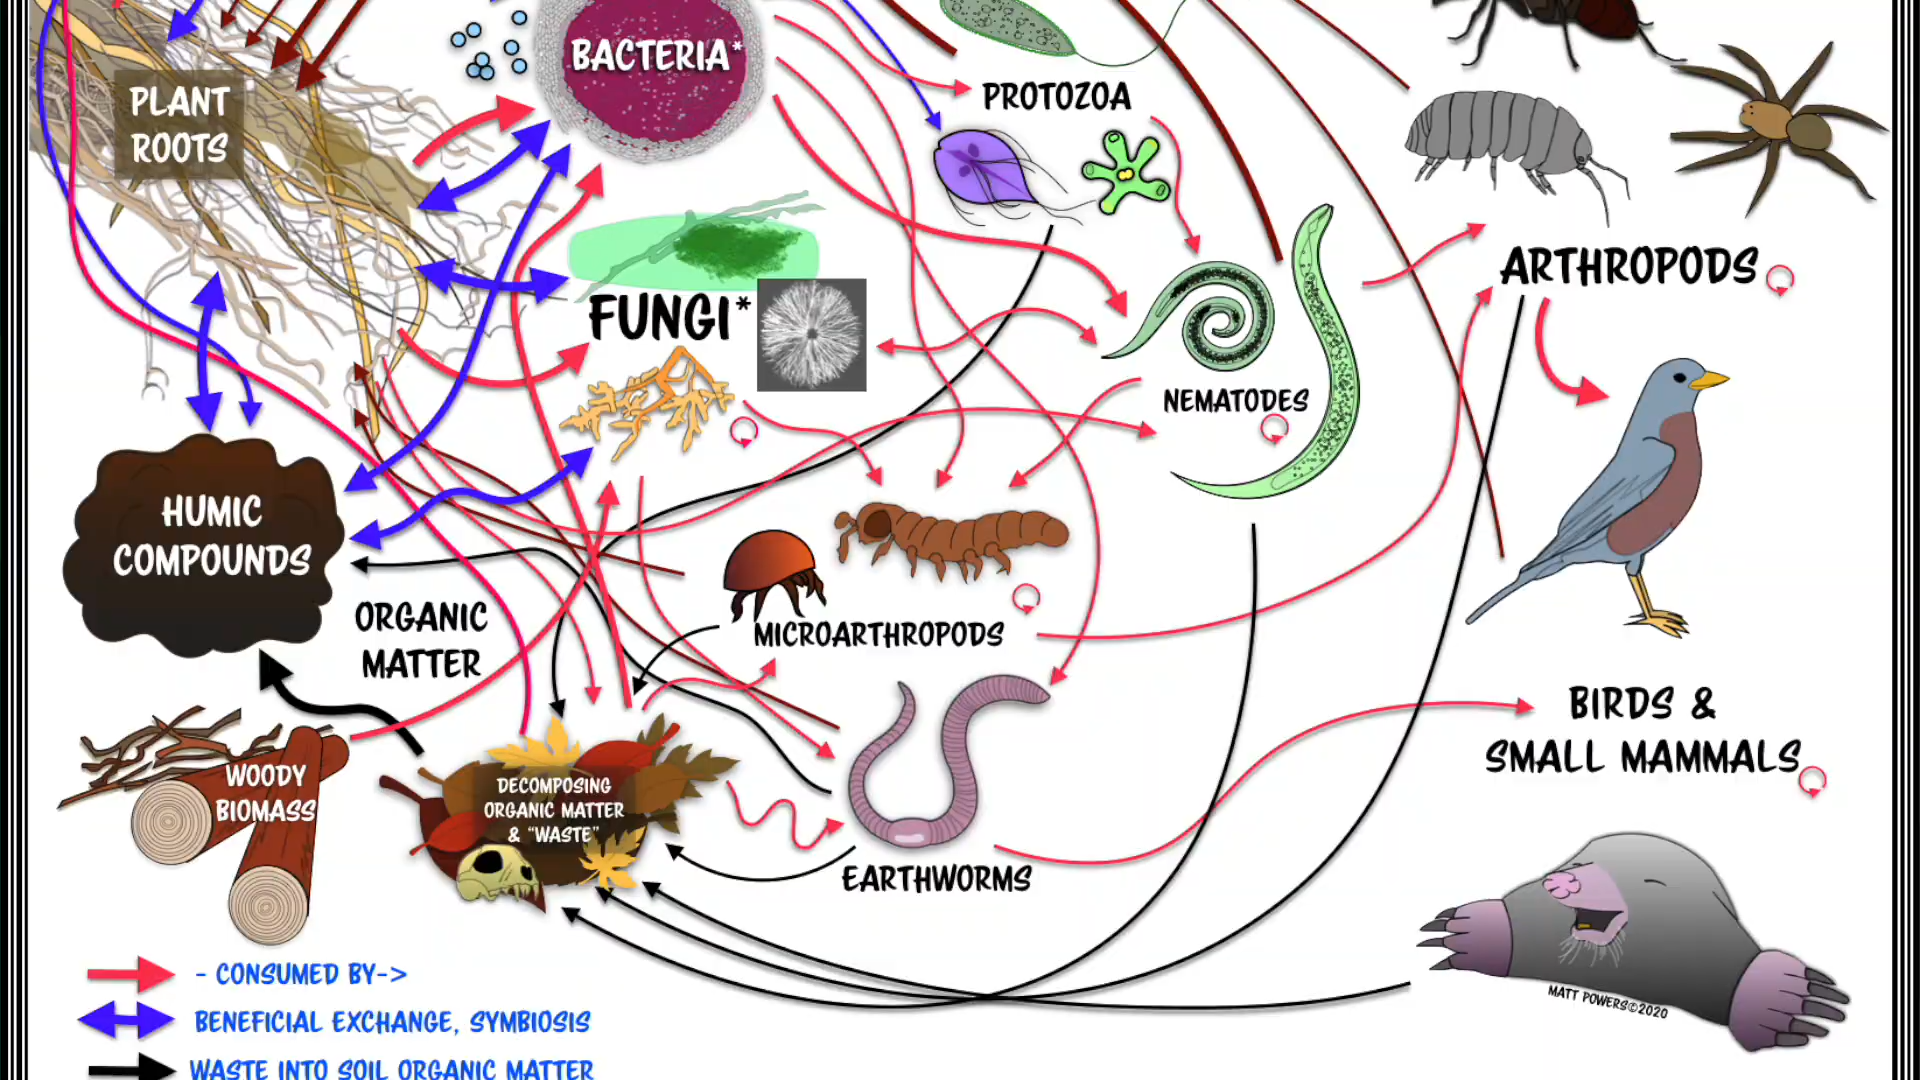 BACTERIA*
PLANT
ROOTS
PROTOZOA
FUNGI*
ARTHROPODS
NEMATODES
HUMIC
COMPOUNDS
ORGANIC
MATTER
MICROARTHROPODS
BIRDS &
SMALL MAMMALS
WOODY
BIOMASS
DECOMPOSING
ORGANIC MATTER
& "WASTE"
EARTHWORMS
MATT POWERS©2020
- CONSUMED BY->
BENEFICIAL EXCHANGE, SYMBIOSIS
WASTE INTO SOIL ORGANIC MATTER